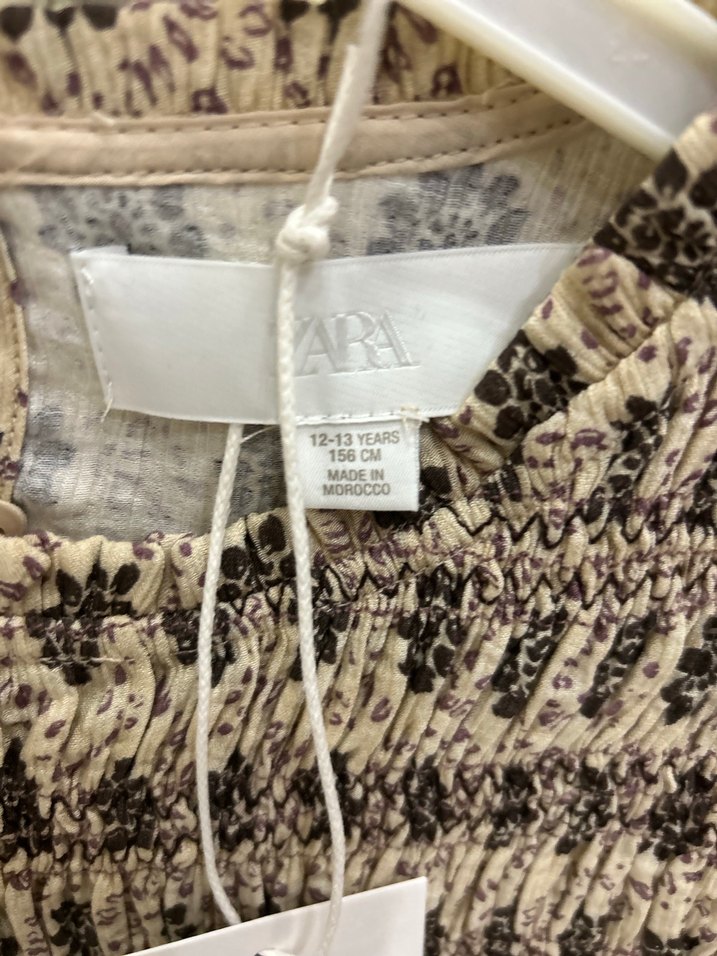 ZARA
12-13 YEARS
156 CM
MADE IN
MOROCCO